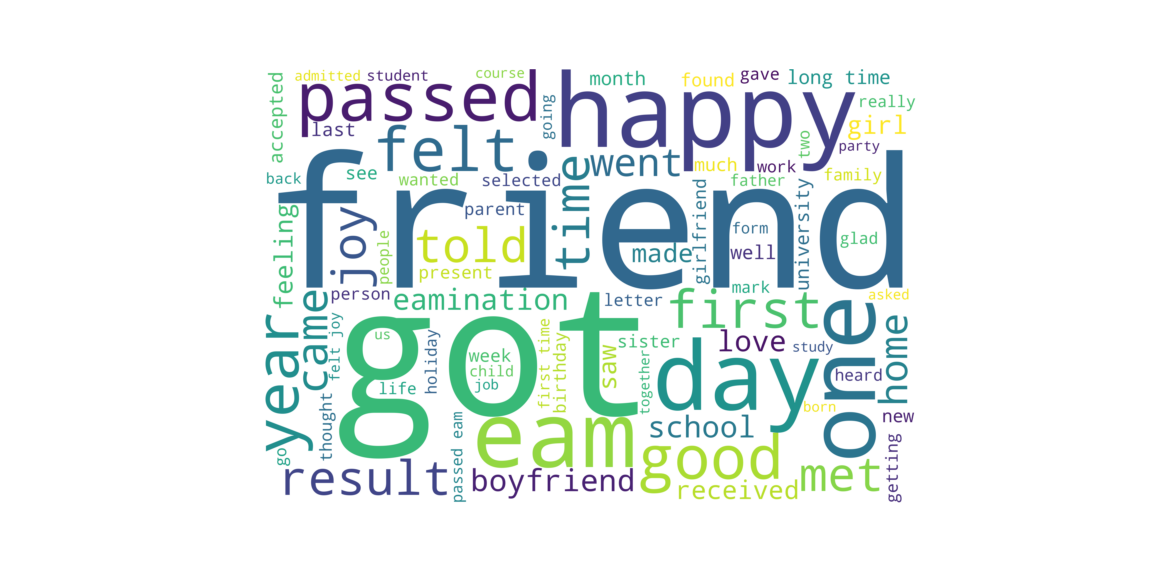 admitted
student
course
month
found
gave
long time
accepted
passed
happy
really
last
going
felt
girl
two
party
went
time
much
work
back
see
wanted
selected
father
family
friend
feeling
joy
people
parent
girlfriend
form
university
told
made
well
glad
present
mark
person
eamination
letter
first
asked
year
came
felt joy
us
got
first time
birthday
sister
love
study
one
home
holiday
week
saw
together
day
heard
child
life
job
born
thought
eam
school
new
go
result
passed eam
boyfriend
good
received
met
getting